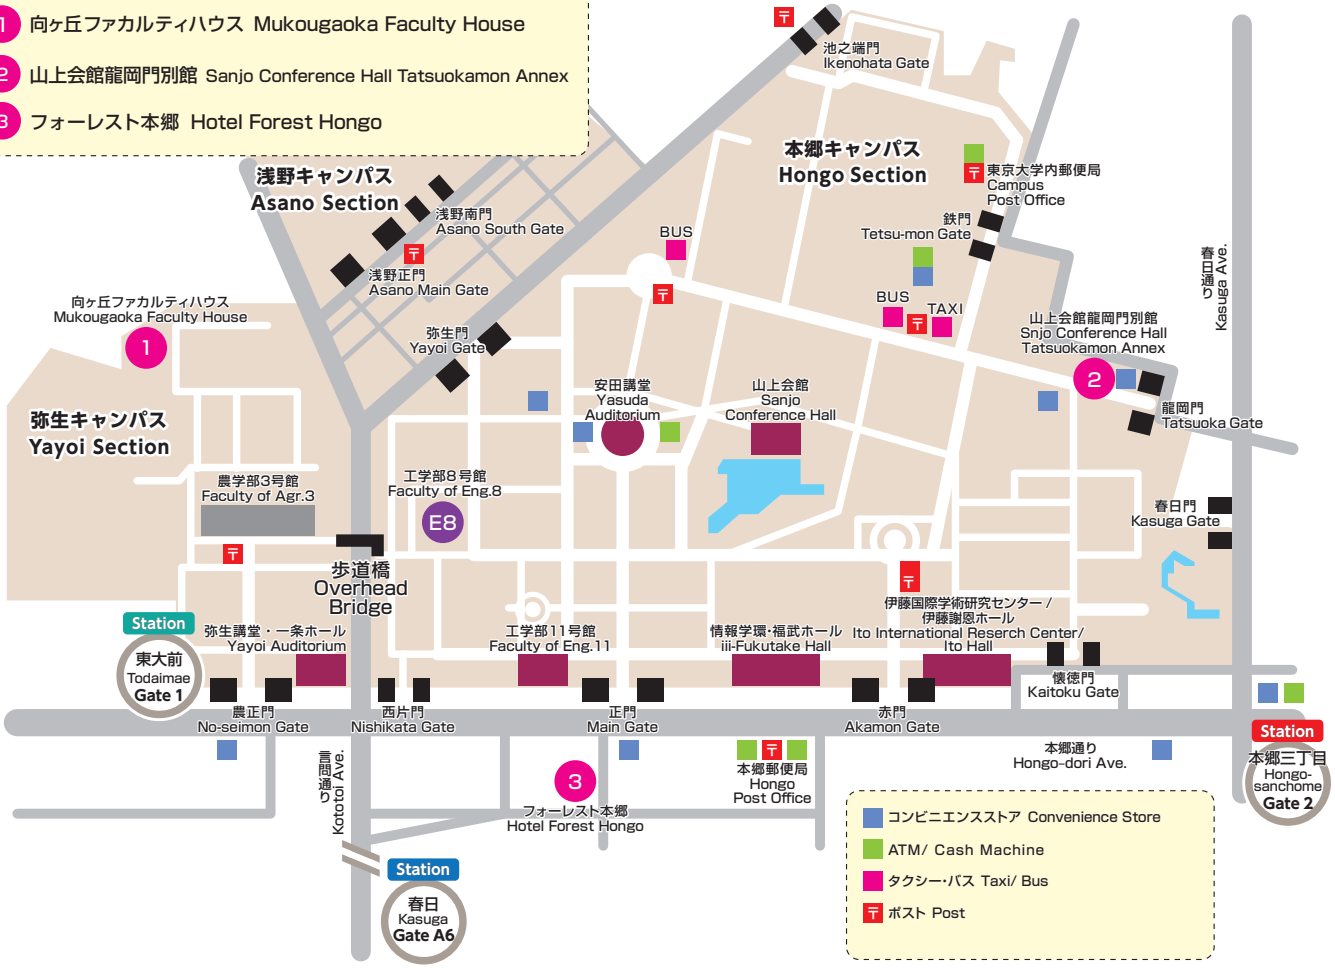 1 向ヶ丘ファカルティハウス Mukougaoka Faculty House
2 山上会館龍岡門別館 Sanjo Conference Hall Tatsuokamon Annex
3 フォーレスト本郷 Hotel Forest Hongo
〒
池之端門
Ikenohata Gate
浅野キャンパス
Asano Section
本郷キャンパス
Hongo Section
〒
東京大学内郵便局
Campus
Post Office
浅野南門
Asano South Gate
鉄門
Tetsu-mon Gate
BUS
〒
浅野正門
Asano Main Gate
〒
春日通り
Kasuga Ave.
向ヶ丘ファカルティハウス
Mukougaoka Faculty House
1
BUS
〒
TAXI
山上会館龍岡門別館
Snjo Conference Hall
Tatsuokamon Annex
2
弥生門
Yayoi Gate
安田講堂
Yasuda
Auditorium
山上会館
Sanjo
Conference Hall
龍岡門
Tatsuoka Gate
弥生キャンパス
Yayoi Section
農学部3号館
Faculty of Agr.3
工学部8号館
Faculty of Eng.8
E8
春日門
Kasuga Gate
〒
歩道橋
Overhead
Bridge
〒
Station
東大前
Todaimae
Gate 1
弥生講堂・一条ホール
Yayoi Auditorium
工学部11号館
Faculty of Eng.11
情報学環・福武ホール
iii-Fukutake Hall
伊藤国際学術研究センター /
伊藤謝恩ホール
Ito International Reserch Center/
Ito Hall
懐徳門
Kaitoku Gate
農正門
No-seimon Gate
西片門
Nishikata Gate
正門
Main Gate
赤門
Akamon Gate
本郷通り
Hongo-dori Ave.
Station
本郷三丁目
Hongo-
sanchome
Gate 2
言問通り
Kototoi Ave.
3
フォーレスト本郷
Hotel Forest Hongo
〒
本郷郵便局
Hongo
Post Office
Station
春日
Kasuga
Gate A6
コンビニエンスストア Convenience Store
ATM/ Cash Machine
タクシー・バス Taxi/ Bus
〒 ポスト Post